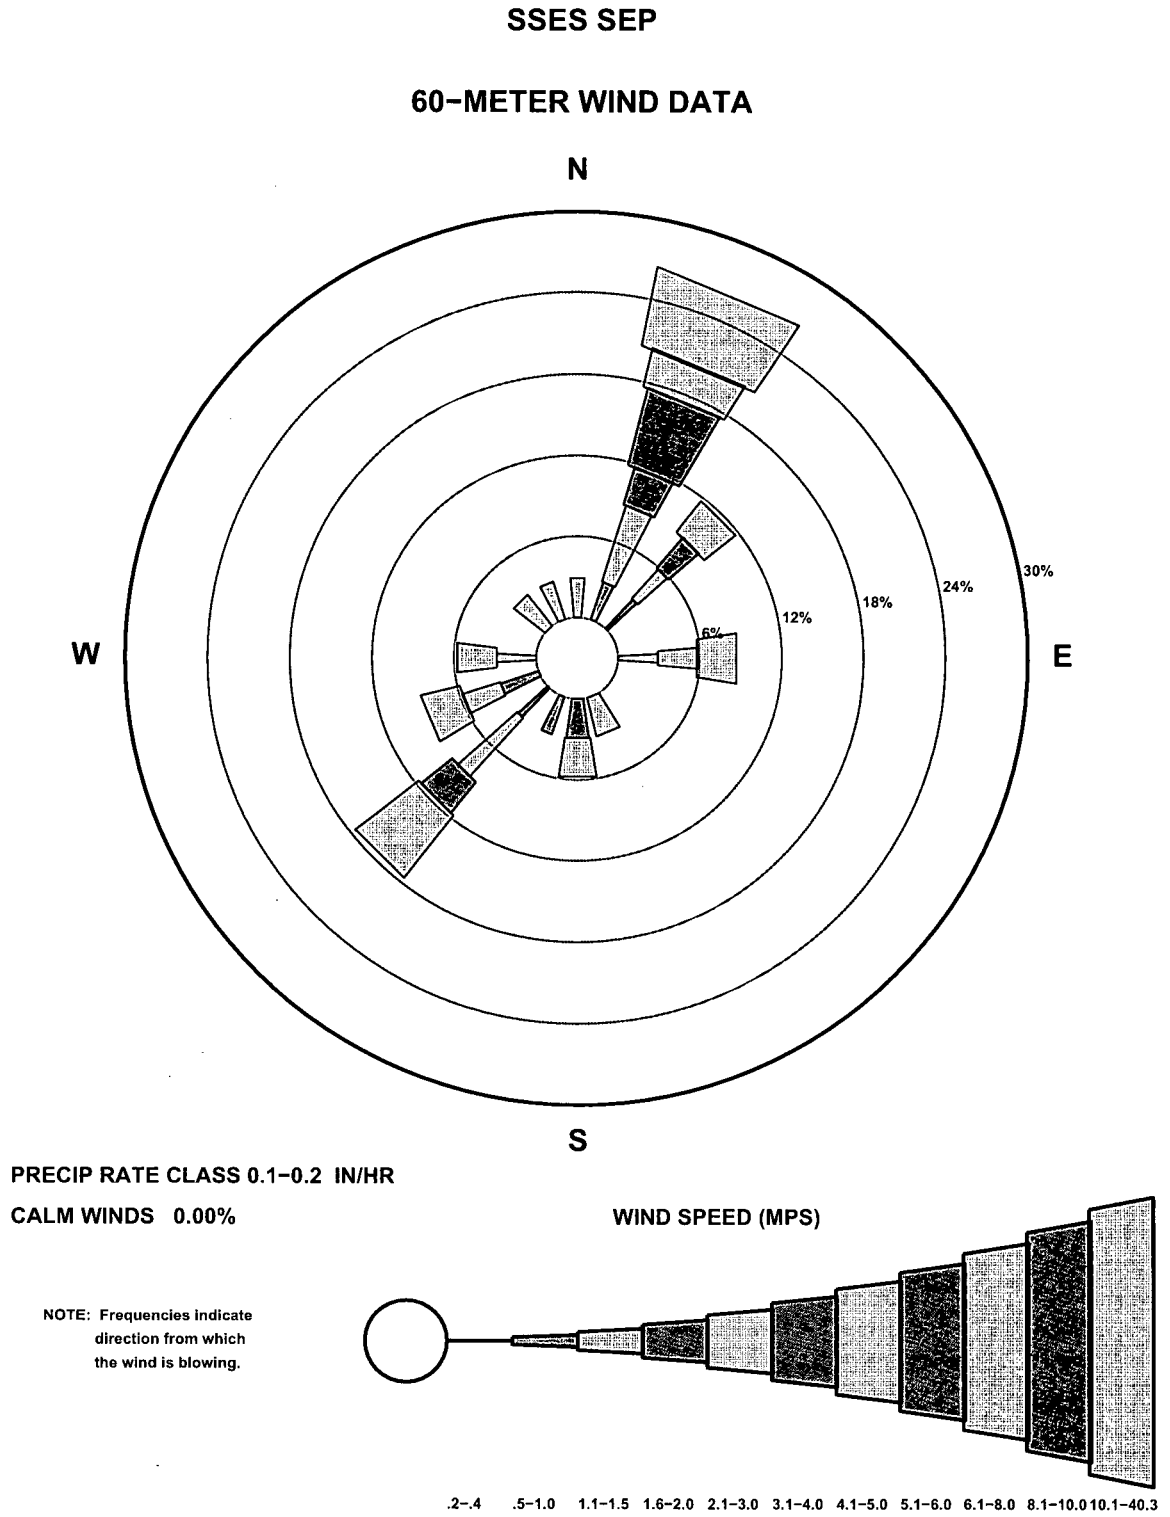 SSES SEP
60−METER WIND DATA
N
30%
24%
18%
12%
6%
W
E
S
PRECIP RATE CLASS 0.1−0.2 IN/HR
CALM WINDS 0.00%
WIND SPEED (MPS)
NOTE: Frequencies indicate
direction from which
the wind is blowing.
.2−.4 .5−1.0 1.1−1.5 1.6−2.0 2.1−3.0 3.1−4.0 4.1−5.0 5.1−6.0 6.1−8.0 8.1−10.0 10.1−40.3